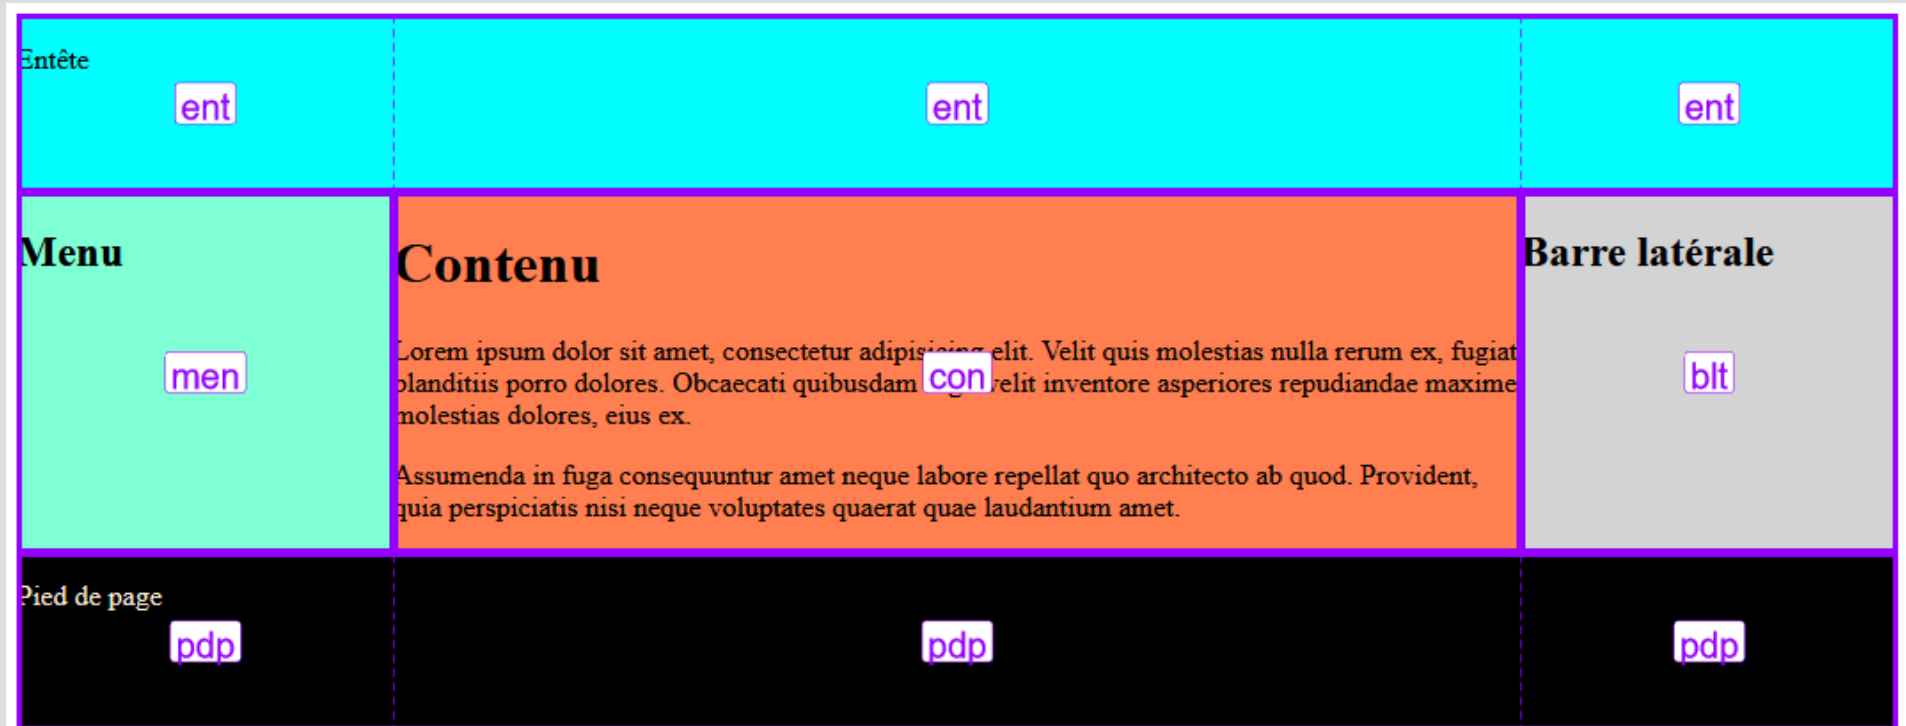 Entête
ent ent ent
Menu
Contenu
Barre latérale
Lorem ipsum dolor sit amet, consectetur adipisicing elit. Velit quis molestias nulla rerum ex, fugiat
blanditiis porro dolores. Obcaecati quibusdam velit inventore asperiores repudiandae maxime
molestias dolores, eius ex.
men con blt
Assumenda in fuga consequuntur amet neque labore repellat quo architecto ab quod. Provident,
quia perspiciatis nisi neque voluptates quaerat quae laudantium amet.
Pied de page
pdp pdp pdp